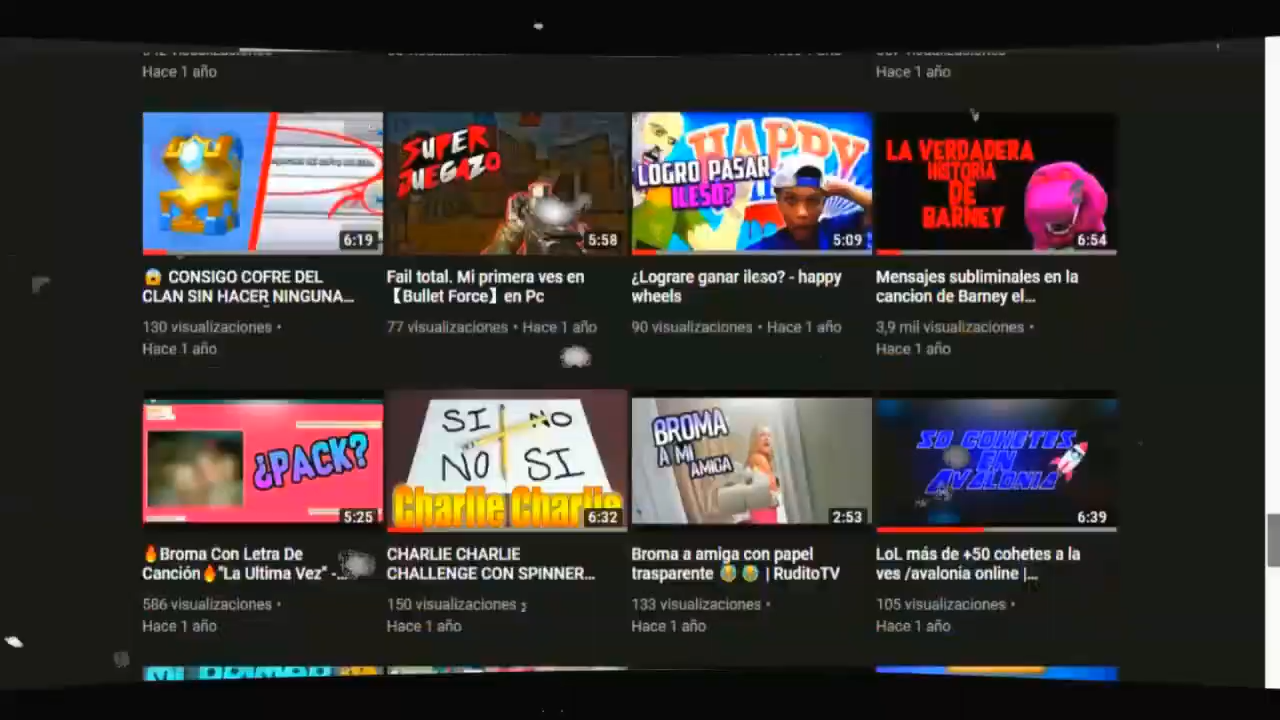 Hace 1 año
Hace 1 año
SUPER
JUEGAZO
HAPPY
LOGRO PASAR
ILESO?
LA VERDADERA
HISTORIA
DE
BARNEY
6:19
5:58
5:09
6:54
😱 CONSIGO COFRE DEL
CLAN SIN HACER NINGUNA...
Fail total. Mi primera ves en
【Bullet Force】en Pc
¿Lograre ganar ileso? - happy
wheels
Mensajes subliminales en la
cancion de Barney el...
130 visualizaciones •
Hace 1 año
77 visualizaciones • Hace 1 año
90 visualizaciones • Hace 1 año
3,9 mil visualizaciones •
Hace 1 año
¿PACK?
SI NO
NO SI
Charlie Charlie
BROMA
A MI
AMIGA
50 COHETES
EN
AVALONIA
5:25
6:32
2:53
6:39
🔥Broma Con Letra De
Canción🔥"La Ultima Vez" -...
CHARLIE CHARLIE
CHALLENGE CON SPINNER...
Broma a amiga con papel
trasparente 😭 😭 | RuditoTV
LoL más de +50 cohetes a la
ves /avalonia online |...
586 visualizaciones •
Hace 1 año
150 visualizaciones
Hace 1 año
133 visualizaciones •
Hace 1 año
105 visualizaciones •
Hace 1 año